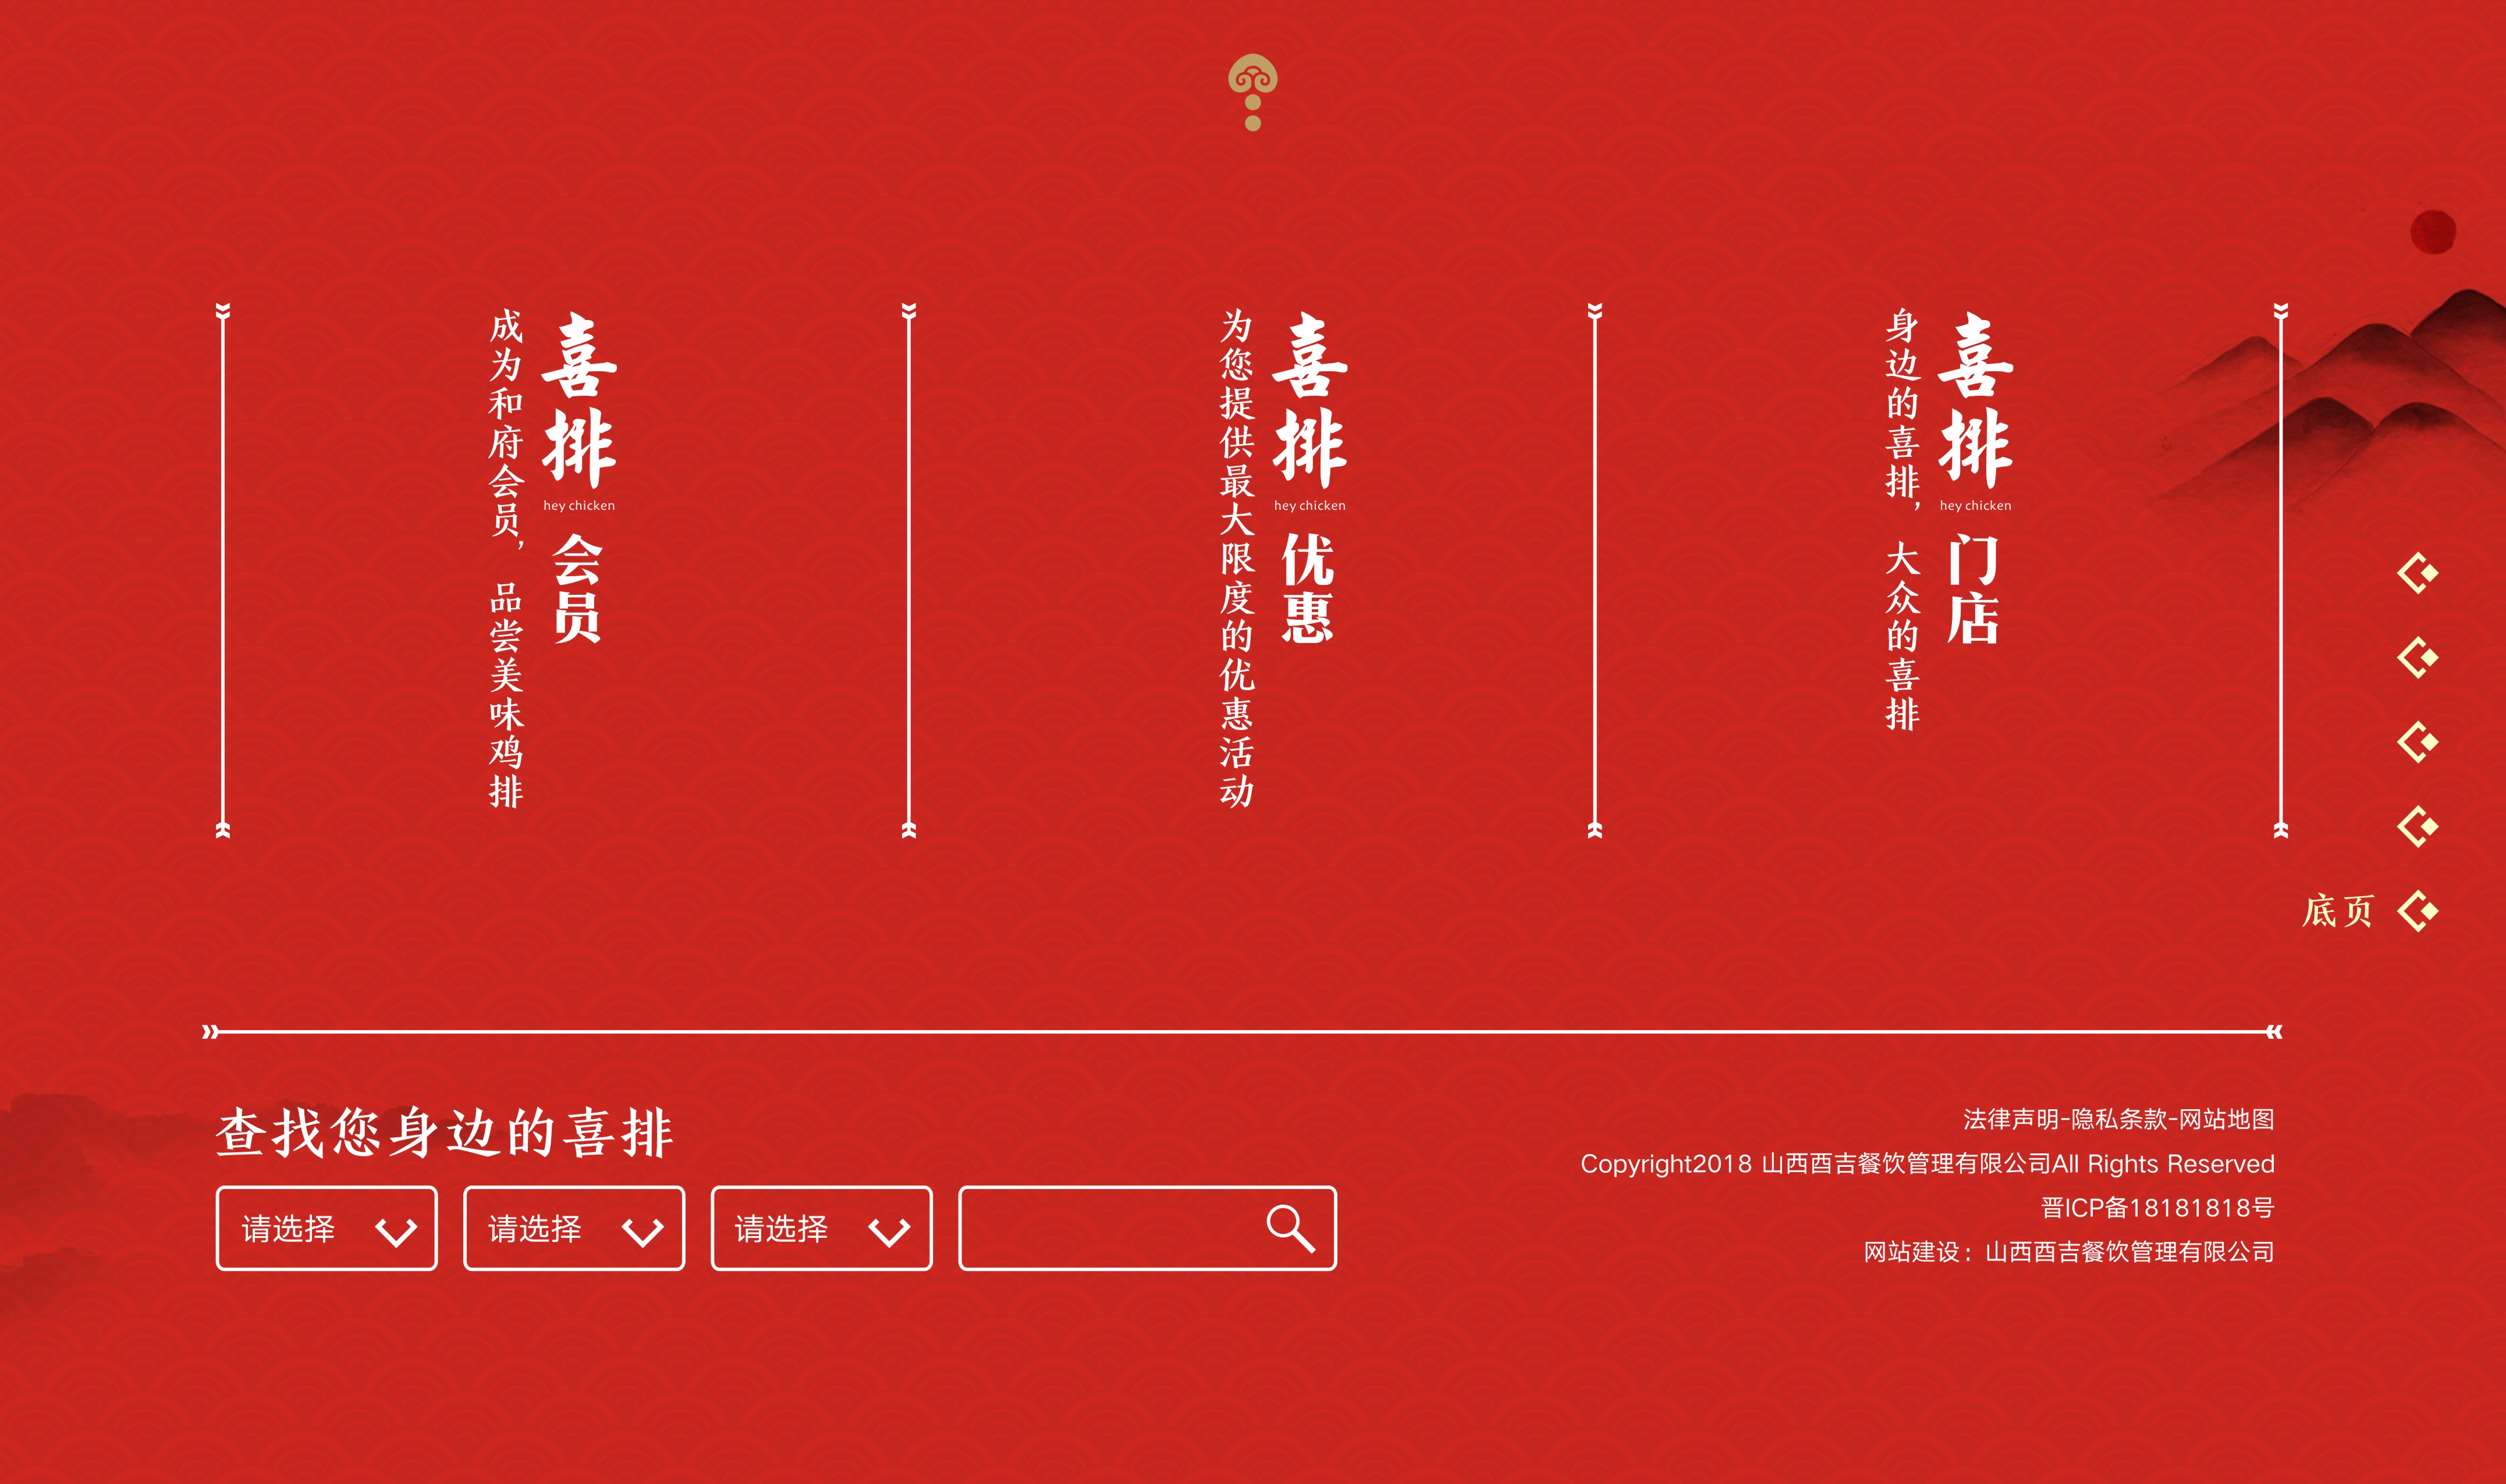 喜排
hey chicken
会员
成为和府会员，品尝美味鸡排
喜排
hey chicken
优惠
为您提供最大限度的优惠活动
喜排
hey chicken
门店
身边的喜排，大众的喜排
底页
查找您身边的喜排
请选择
请选择
请选择
法律声明-隐私条款-网站地图
Copyright2018 山西酉吉餐饮管理有限公司All Rights Reserved
晋ICP备18181818号
网站建设：山西酉吉餐饮管理有限公司